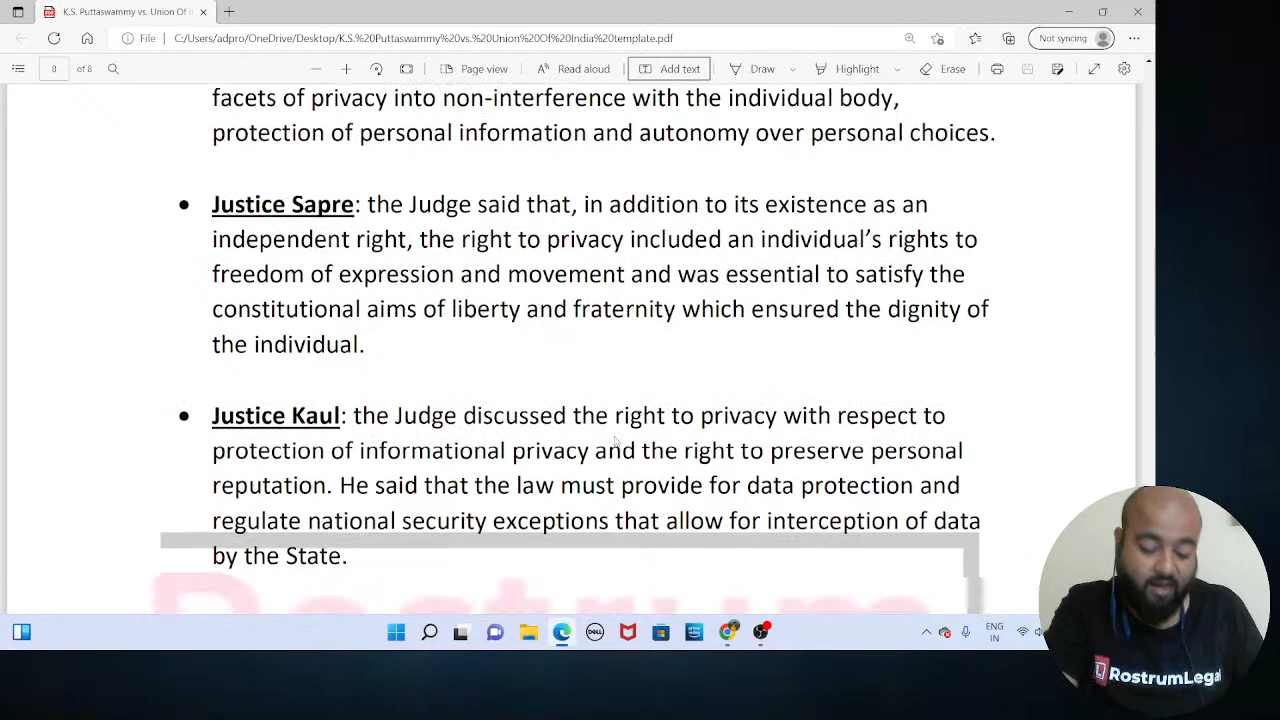 K.S. Puttaswammy vs. Union Of I
File
C:/Users/adpro/OneDrive/Desktop/K.S.%20Puttaswammy%20vs.%20Union%20Of%20India%20template.pdf
Not syncing
8 of 8
Page view
Read aloud
Add text
Draw
Highlight
Erase
facets of privacy into non-interference with the individual body,
protection of personal information and autonomy over personal choices.
• Justice Sapre: the Judge said that, in addition to its existence as an
independent right, the right to privacy included an individual’s rights to
freedom of expression and movement and was essential to satisfy the
constitutional aims of liberty and fraternity which ensured the dignity of
the individual.
• Justice Kaul: the Judge discussed the right to privacy with respect to
protection of informational privacy and the right to preserve personal
reputation. He said that the law must provide for data protection and
regulate national security exceptions that allow for interception of data
by the State.
Rostrum
DELL
prime video
ENG
IN
RostrumLegal